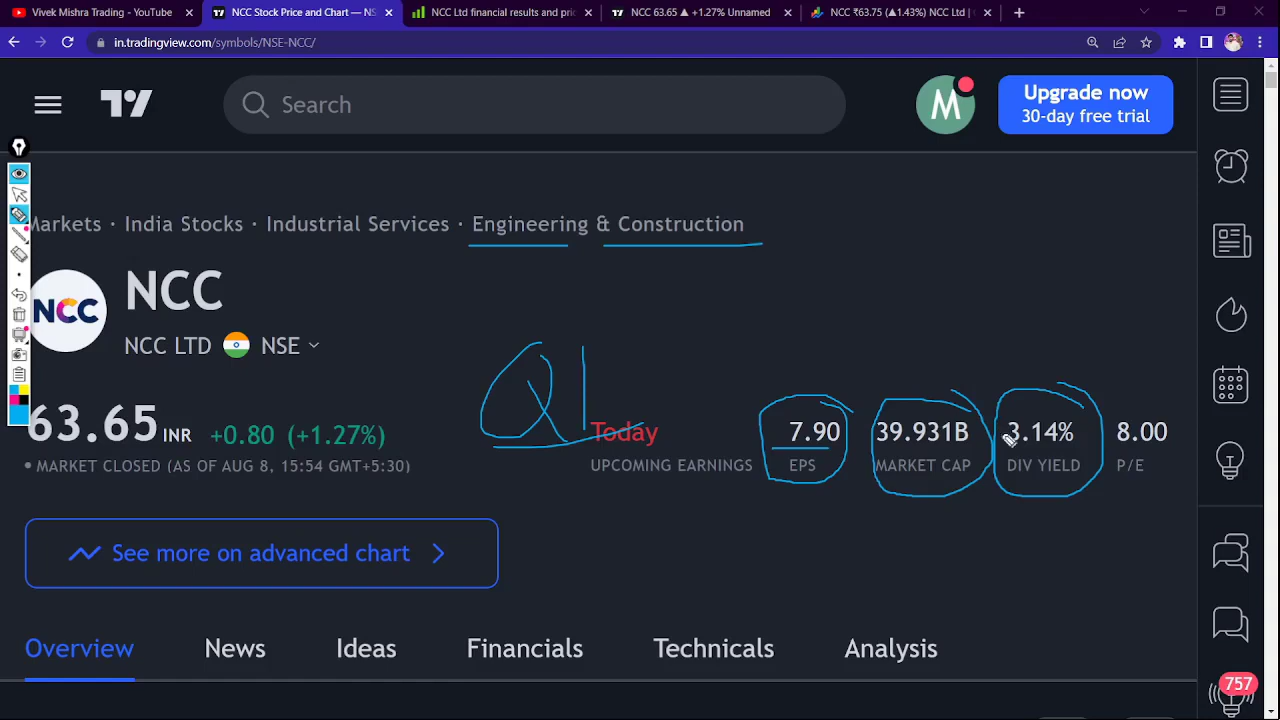 Vivek Mishra Trading - YouTube
NCC Stock Price and Chart — NS
NCC Ltd financial results and pric
NCC 63.65 ▲ +1.27% Unnamed
NCC ₹63.75 (▲1.43%) NCC Ltd |
in.tradingview.com/symbols/NSE-NCC/
Search
M
Upgrade now
30-day free trial
Markets · India Stocks · Industrial Services · Engineering & Construction
NCC
NCC
NCC LTD NSE
Q1
63.65 INR +0.80 (+1.27%)
• MARKET CLOSED (AS OF AUG 8, 15:54 GMT+5:30)
Today
UPCOMING EARNINGS
7.90
EPS
39.931B
MARKET CAP
3.14%
DIV YIELD
8.00
P/E
See more on advanced chart
Overview News Ideas Financials Technicals Analysis
757